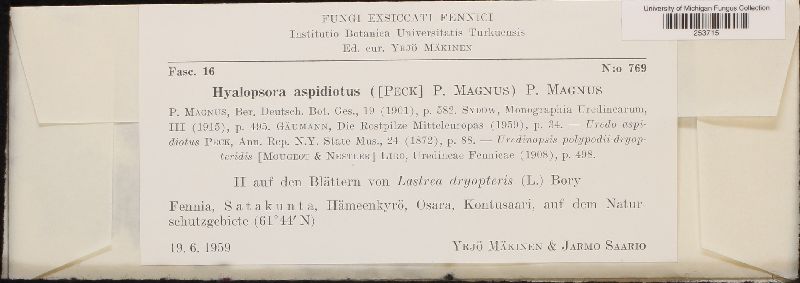 University of Michigan Fungus Collection
253715
FUNGI EXSICCATI FENNICI
Institutio Botanica Universitatis Turkuensis
Ed. cur. YRJÖ MÄKINEN
Fasc. 16 N:o 769
Hyalopsora aspidiotus ([PECK] P. MAGNUS) P. MAGNUS
P. MAGNUS, Ber. Deutsch. Bot. Ges., 19 (1901), p. 582. SYDOW, Monographia Uredinearum,
III (1915), p. 495. GÄUMANN, Die Rostpilze Mitteleuropas (1959), p. 34. — Uredo aspi-
diotus PECK, Ann. Rep. N.Y. State Mus., 24 (1872), p. 88. — Uredinopsis polypodii dryop-
teridis [MOUGEOT & NESTLER] LIRO, Uredineae Fennicae (1908), p. 498.
II auf den Blättern von Lastrea dryopteris (L.) Bory
Fennia, Satakunta, Hämeenkyrö, Osara, Kontusaari, auf dem Natur-
schutzgebiete (61°44′ N)
19. 6. 1959 YRJÖ MÄKINEN & JARMO SAARIO